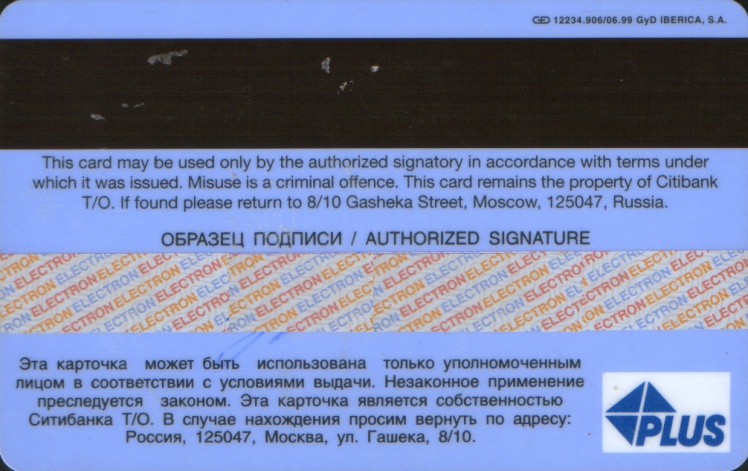 GD 12234.906/06.99 GyD IBERICA, S.A.
This card may be used only by the authorized signatory in accordance with terms under
which it was issued. Misuse is a criminal offence. This card remains the property of Citibank
T/O. If found please return to 8/10 Gasheka Street, Moscow, 125047, Russia.
ОБРАЗЕЦ ПОДПИСИ / AUTHORIZED SIGNATURE
ELECTRON ELECTRON ELECTRON ELECTRON ELECTRON
Эта карточка может быть использована только уполномоченным
лицом в соответствии с условиями выдачи. Незаконное применение
преследуется законом. Эта карточка является собственностью
Ситибанка Т/О. В случае нахождения просим вернуть по адресу:
Россия, 125047, Москва, ул. Гашека, 8/10.
PLUS